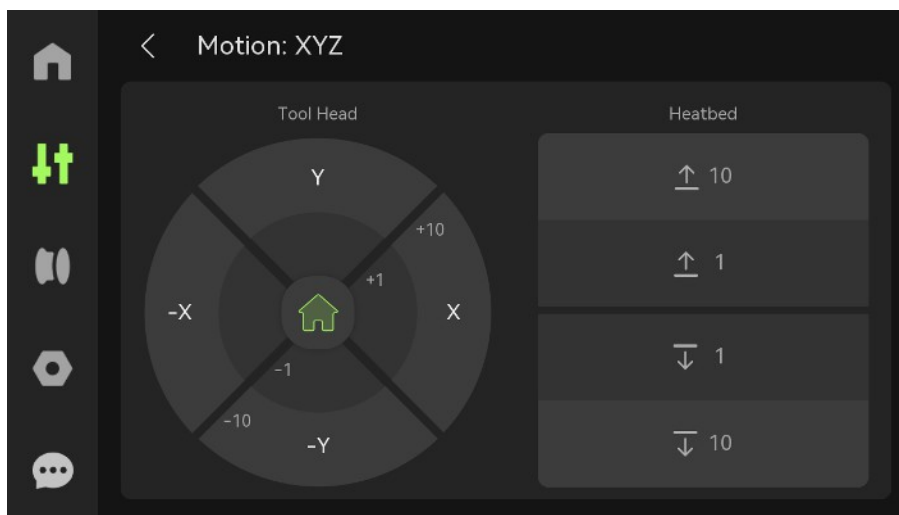 Motion: XYZ
Tool Head
Heatbed
Y
10
+10
1
+1
-X
X
1
-1
-10
10
-Y